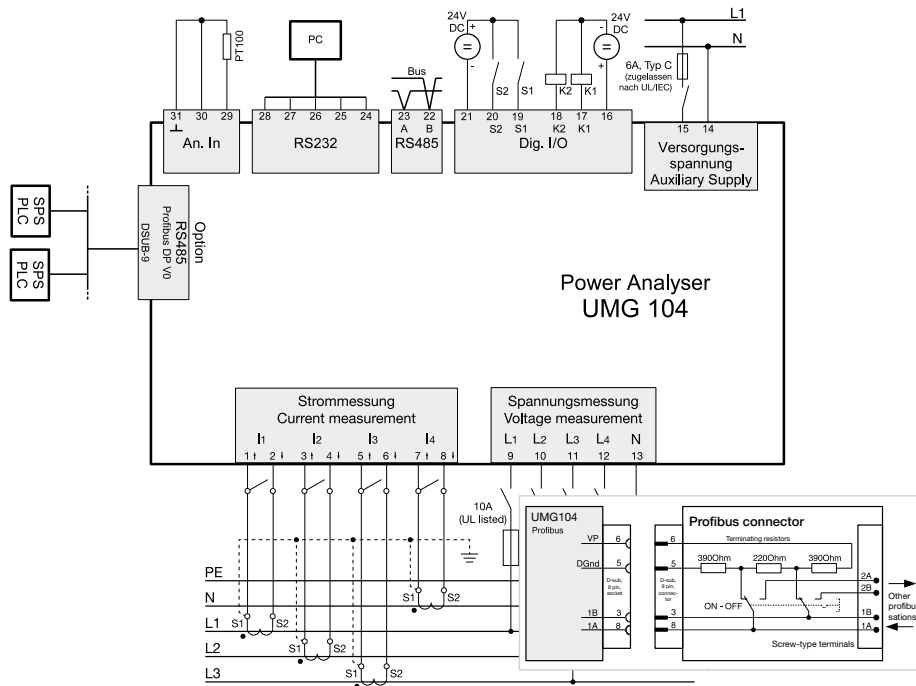 24V
DC
+
-
24V
DC
-
+
L1
N
PT100
PC
Bus
S2
S1
K2
K1
6A, Typ C
(zugelassen
nach UL/IEC)
31 30 29
An. In
28 27 26 25 24
RS232
23 22
A B
RS485
21 20 19 18 17 16
S2 S1 K2 K1
Dig. I/O
15 14
Versorgungs-
spannung
Auxiliary Supply
SPS
PLC
SPS
PLC
Option
RS485
Profibus DP V0
DSUB-9
Power Analyser
UMG 104
Strommessung
Current measurement
I1 I2 I3 I4
1 2 3 4 5 6 7 8
Spannungsmessung
Voltage measurement
L1 L2 L3 L4 N
9 10 11 12 13
10A
(UL listed)
PE
N
L1
L2
L3
S1 S2
S1 S2
S1 S2
S1 S2
UMG104
Profibus
VP 6
DGnd 5
1B 3
1A 8
D-sub,
9 pin,
socket
D-sub,
9 pin,
connec-
tor
6
5
3
8
Profibus connector
Terminating resistors
390Ohm 220Ohm 390Ohm
ON - OFF
2A
2B
1B
1A
Screw-type terminals
Other
profibu
sations